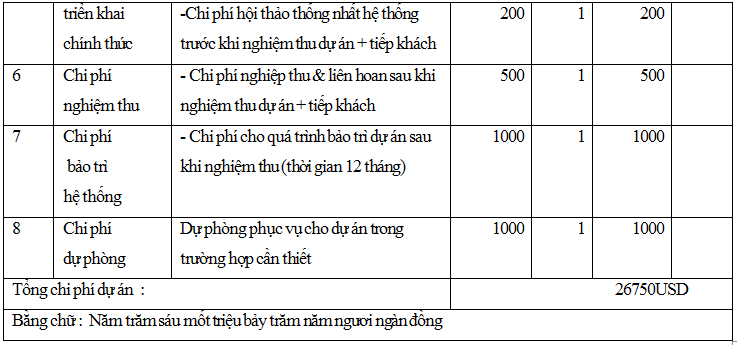 triển khai chính thức -Chi phí hội thảo thống nhất hệ thống trước khi nghiệm thu dự án + tiếp khách 200 1 200
6 Chi phí nghiệm thu - Chi phí nghiệp thu & liên hoan sau khi nghiệm thu dự án + tiếp khách 500 1 500
7 Chi phí bảo trì hệ thống - Chi phí cho quá trình bảo trì dự án sau khi nghiệm thu (thời gian 12 tháng) 1000 1 1000
8 Chi phí dự phòng Dự phòng phục vụ cho dự án trong trường hợp cần thiết 1000 1 1000
Tổng chi phí dự án : 26750USD
Bằng chữ : Năm trăm sáu mốt triệu bảy trăm năm ngươi ngàn đồng